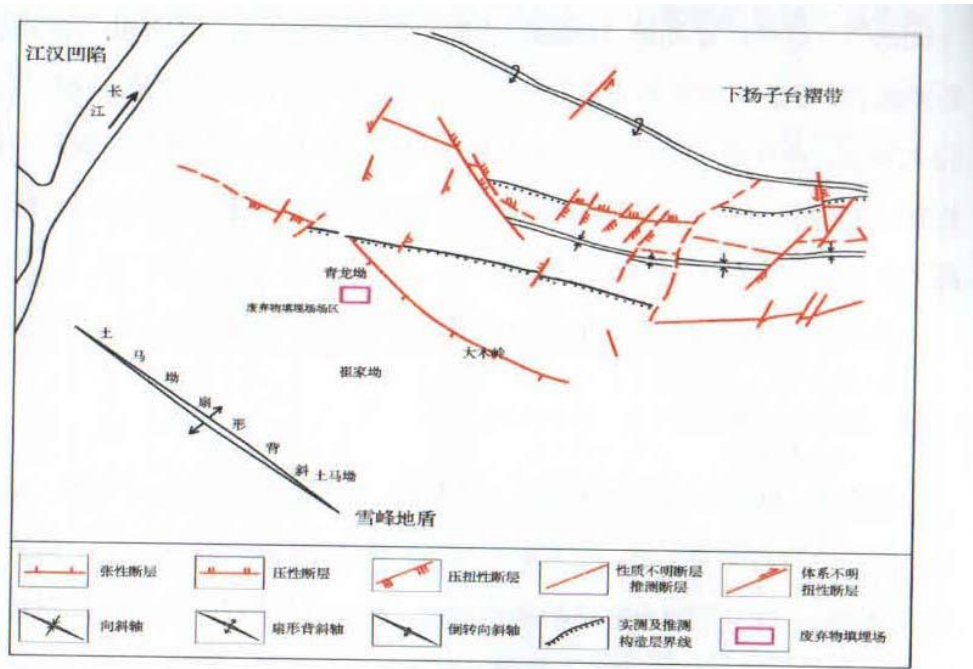 江汉凹陷
长
江
下扬子台褶带
青龙坳
废弃物填埋场场区
大木岭
崔家坳
土
马
坳
扇
形
背
斜
土马坳
雪峰地盾
张性断层
压性断层
压扭性断层
性质不明断层
推测断层
体系不明
扭性断层
向斜轴
扇形背斜轴
倒转向斜轴
实测及推测
构造层界线
废弃物填埋场